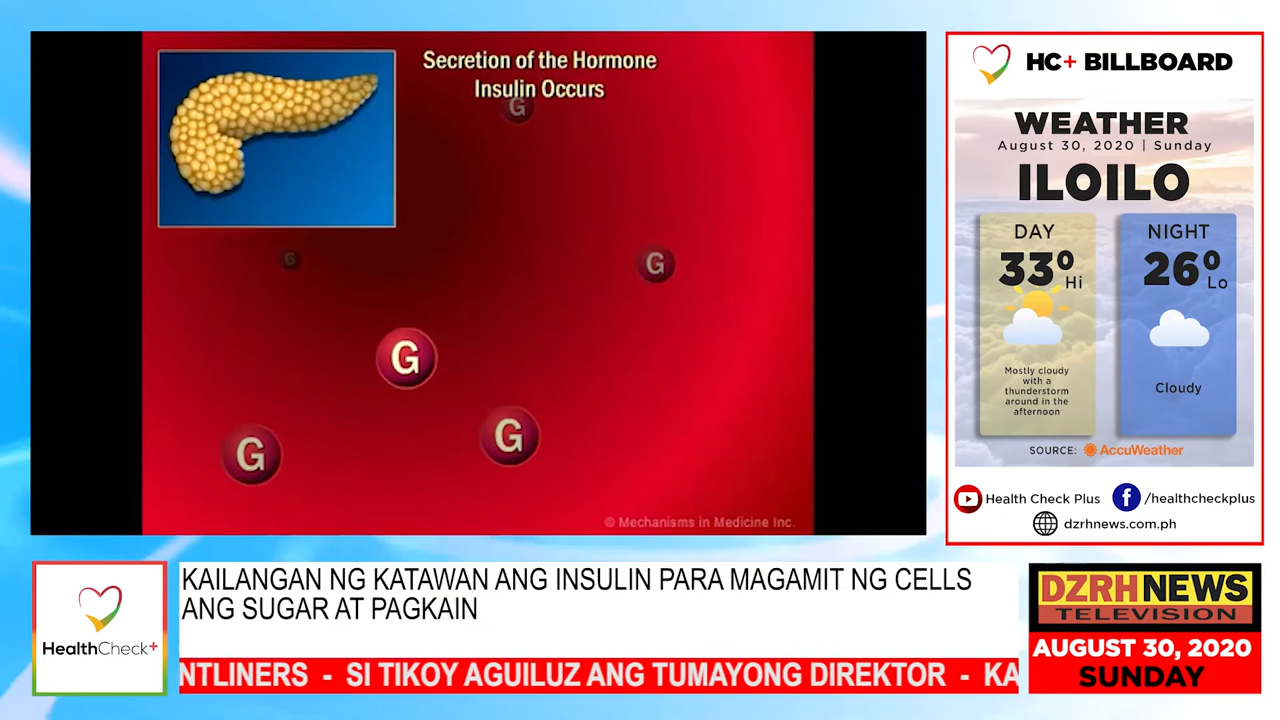 Secretion of the Hormone
Insulin Occurs
G
G
G
G
G
G
© Mechanisms in Medicine Inc.
HC+ BILLBOARD
WEATHER
August 30, 2020 | Sunday
ILOILO
DAY
33º Hi
Mostly cloudy
with a
thunderstorm
around in the
afternoon
NIGHT
26º Lo
Cloudy
SOURCE: AccuWeather
Health Check Plus
f /healthcheckplus
dzrhnews.com.ph
HealthCheck+
KAILANGAN NG KATAWAN ANG INSULIN PARA MAGAMIT NG CELLS
ANG SUGAR AT PAGKAIN
NTLINERS - SI TIKOY AGUILUZ ANG TUMAYONG DIREKTOR - KA
DZRH NEWS
TELEVISION
AUGUST 30, 2020
SUNDAY